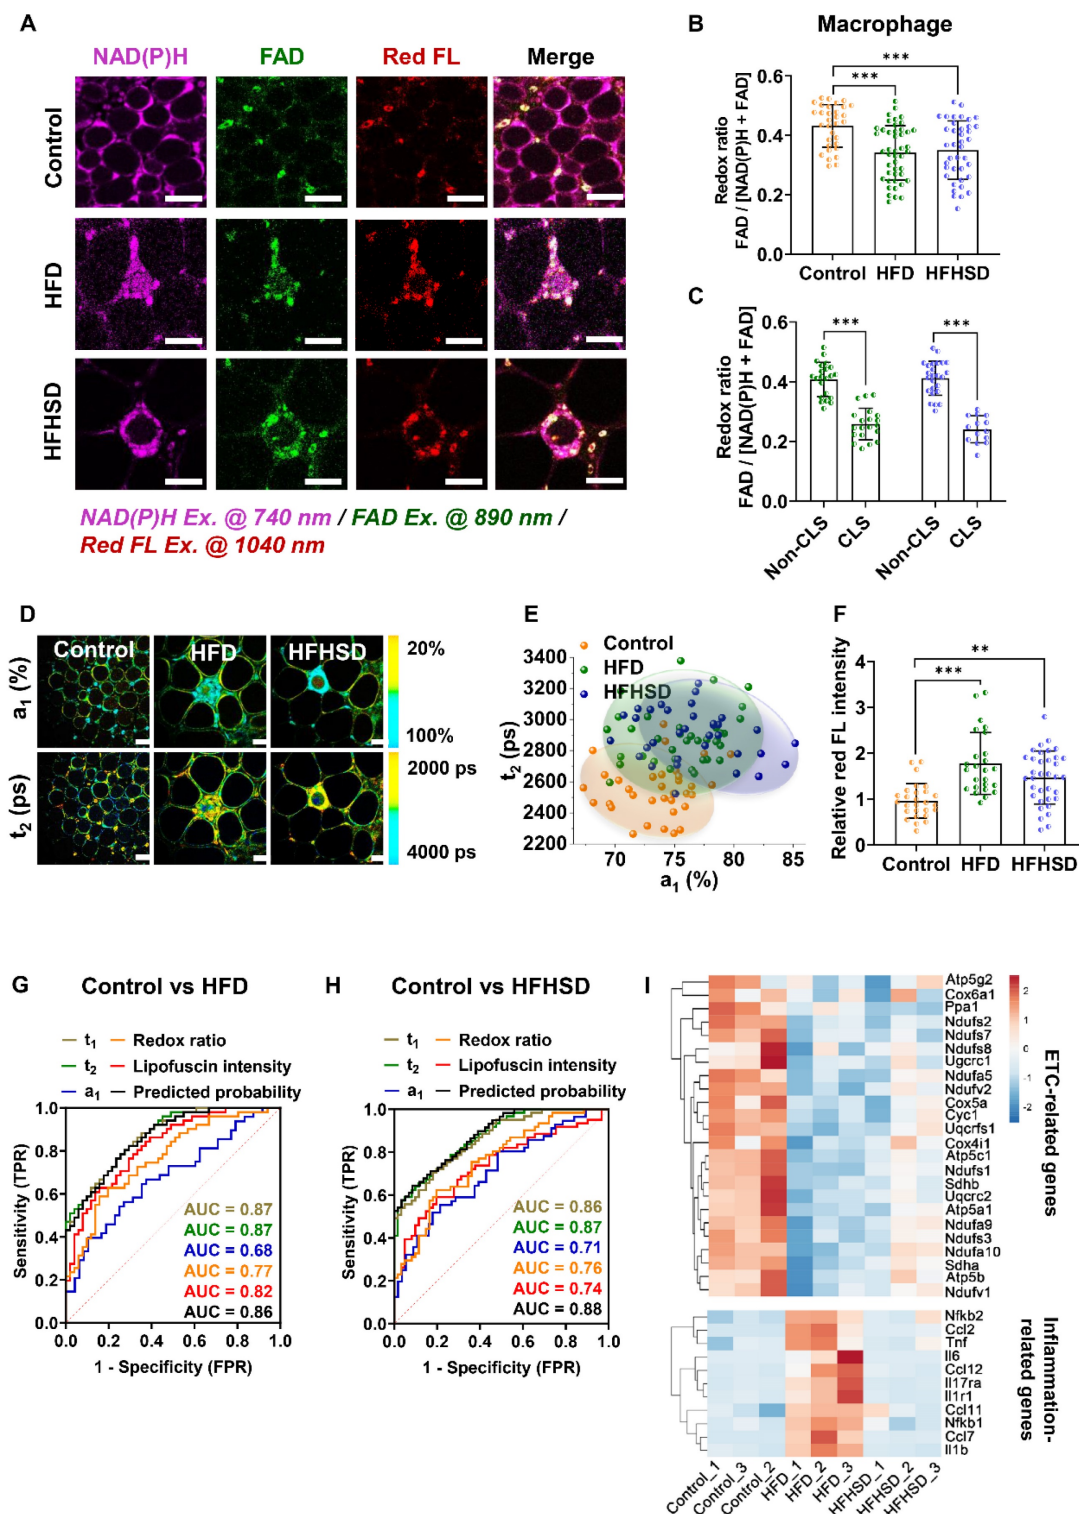 A
NAD(P)H FAD Red FL Merge
Control
HFD
HFHSD
NAD(P)H Ex. @ 740 nm / FAD Ex. @ 890 nm /
Red FL Ex. @ 1040 nm
B
Macrophage
Redox ratio
FAD / [NAD(P)H + FAD]
0.6
0.4
0.2
0.0
***
***
Control HFD HFHSD
C
Redox ratio
FAD / [NAD(P)H + FAD]
0.6
0.4
0.2
0.0
*** ***
Non-CLS CLS Non-CLS CLS
D
Control HFD HFHSD
a1 (%)
t2 (ps)
20%
100%
2000 ps
4000 ps
E
Control
HFD
HFHSD
t2 (ps)
3400
3200
3000
2800
2600
2400
2200
70 75 80 85
a1 (%)
F
Relative red FL intensity
4
3
2
1
0
**
***
Control HFD HFHSD
G Control vs HFD
t1 Redox ratio
t2 Lipofuscin intensity
a1 Predicted probability
Sensitivity (TPR)
1.0
0.8
0.6
0.4
0.2
0.0
AUC = 0.87
AUC = 0.87
AUC = 0.68
AUC = 0.77
AUC = 0.82
AUC = 0.86
0.0 0.2 0.4 0.6 0.8 1.0
1 - Specificity (FPR)
H Control vs HFHSD
t1 Redox ratio
t2 Lipofuscin intensity
a1 Predicted probability
Sensitivity (TPR)
1.0
0.8
0.6
0.4
0.2
0.0
AUC = 0.86
AUC = 0.87
AUC = 0.71
AUC = 0.76
AUC = 0.74
AUC = 0.88
0.0 0.2 0.4 0.6 0.8 1.0
1 - Specificity (FPR)
I
Atp5g2
Cox6a1
Ppa1
Ndufs2
Ndufs7
Ndufs8
Ugcrc1
Ndufa5
Ndufv2
Cox5a
Cyc1
Uqcrfs1
Cox4i1
Atp5c1
Ndufs1
Sdhb
Uqcrc2
Atp5a1
Ndufa9
Ndufs3
Ndufa10
Sdha
Atp5b
Ndufv1
2
1
0
-1
-2
ETC-related genes
Nfkb2
Ccl2
Tnf
Il6
Ccl12
Il17ra
Il1r1
Ccl11
Nfkb1
Ccl7
Il1b
Inflammation-
related genes
Control_1
Control_3
Control_2
HFD_1
HFD_2
HFD_3
HFHSD_1
HFHSD_2
HFHSD_3